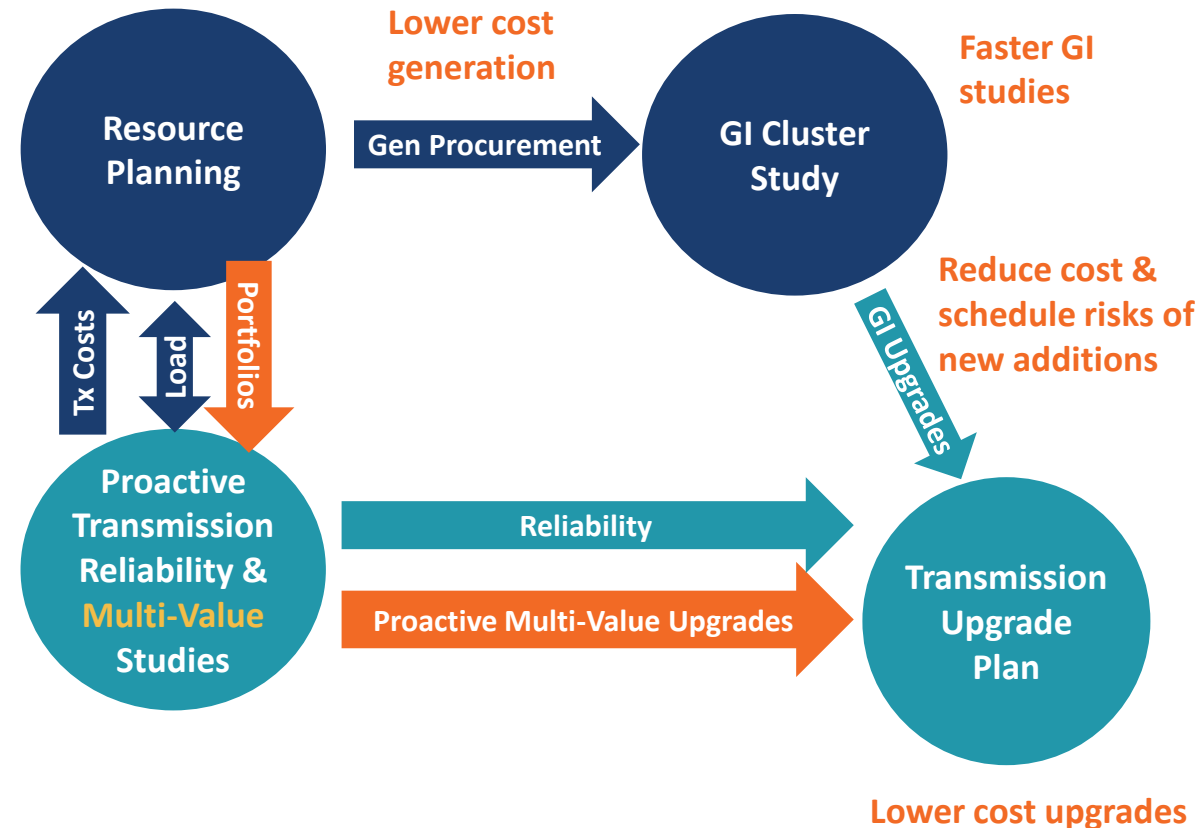 Lower cost
generation
Faster GI
studies
Resource
Planning
Gen Procurement
GI Cluster
Study
Reduce cost &
schedule risks of
new additions
Tx Costs
Load
Portfolios
GI Upgrades
Proactive
Transmission
Reliability &
Multi-Value
Studies
Reliability
Proactive Multi-Value Upgrades
Transmission
Upgrade
Plan
Lower cost upgrades